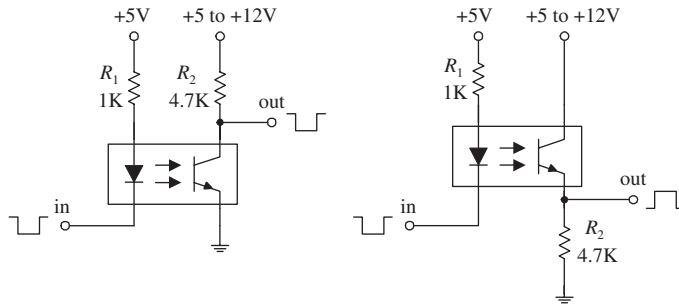 +5V
+5 to +12V
R1
1K
R2
4.7K
out
in
+5V
+5 to +12V
R1
1K
out
in
R2
4.7K